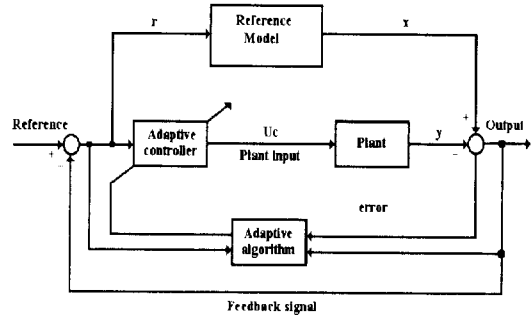 r
Reference
Model
x
Reference
+
-
Adaptive
controller
Uc
Plant input
Plant
y
+
-
Output
error
Adaptive
algorithm
Feedback signal